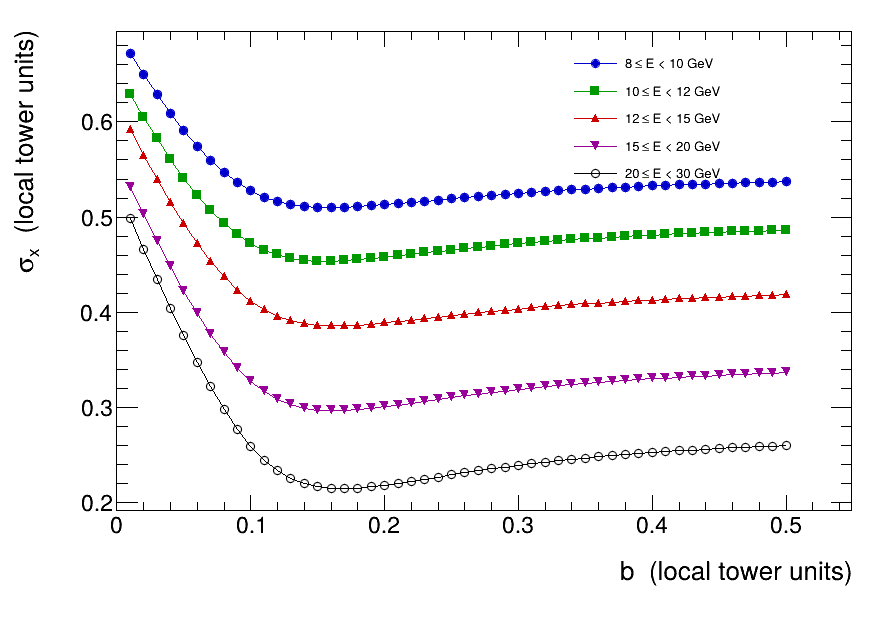 σx (local tower units)
8 ≤ E < 10 GeV
10 ≤ E < 12 GeV
12 ≤ E < 15 GeV
15 ≤ E < 20 GeV
20 ≤ E < 30 GeV
0.6
0.5
0.4
0.3
0.2
0 0.1 0.2 0.3 0.4 0.5
b (local tower units)